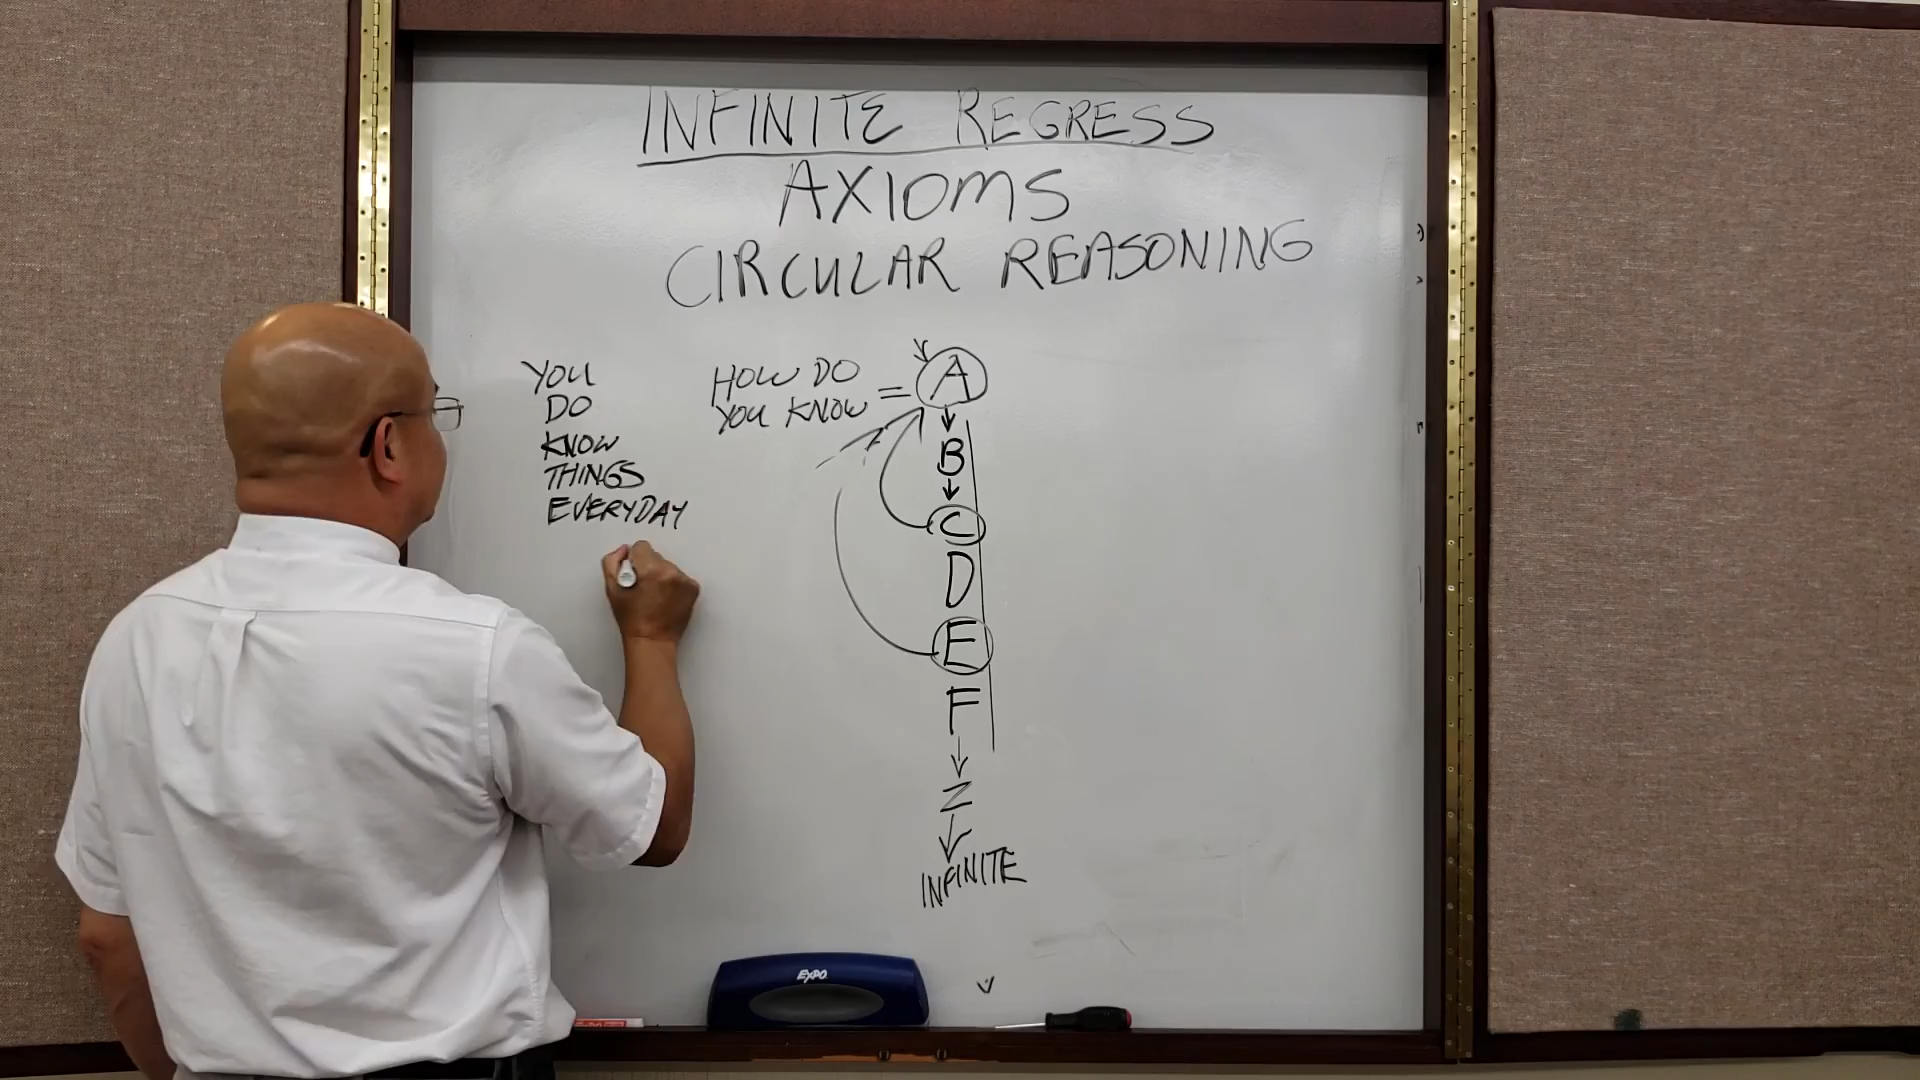 INFINITE REGRESS
AXIOMS
CIRCULAR REASONING
YOU
DO
KNOW
THINGS
EVERYDAY
HOW DO
YOU KNOW
=
A
B
C
D
E
F
Z
INFINITE
EXPO